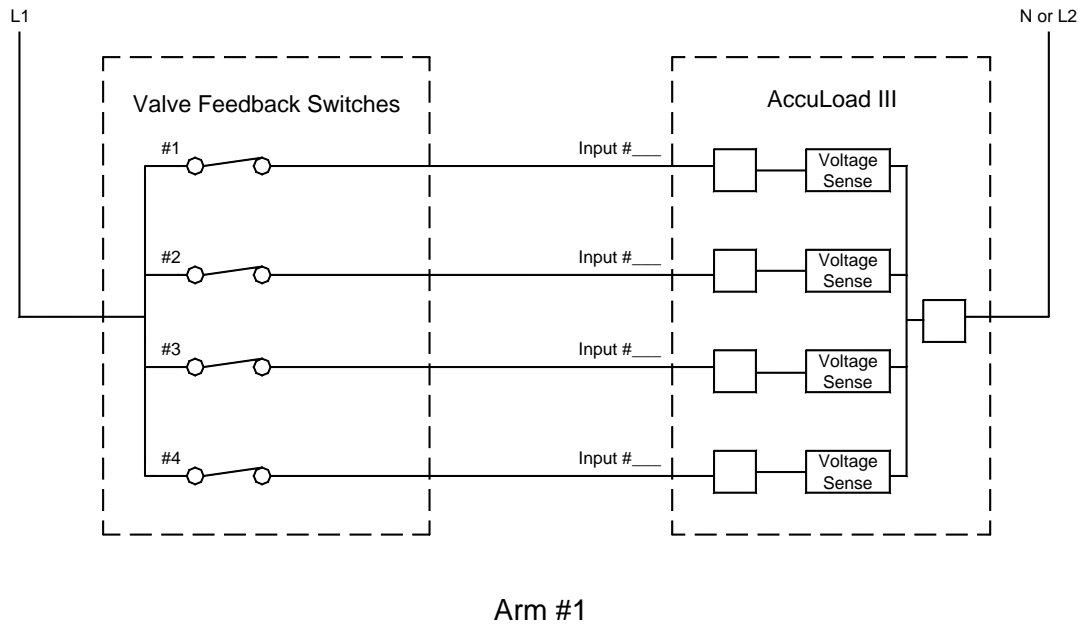 L1
N or L2
Valve Feedback Switches
AccuLoad III
#1
Input #___
Voltage
Sense
#2
Input #___
Voltage
Sense
#3
Input #___
Voltage
Sense
#4
Input #___
Voltage
Sense
Arm #1